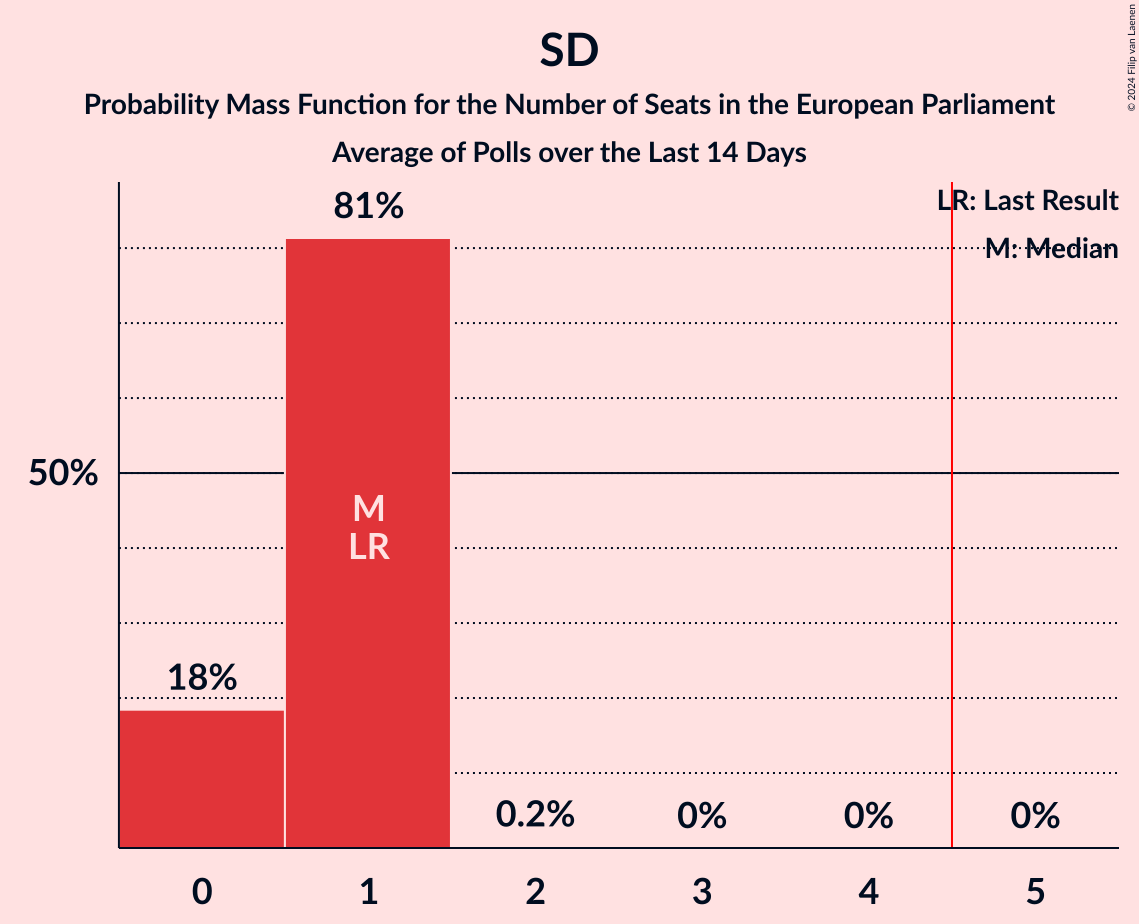 SD
Probability Mass Function for the Number of Seats in the European Parliament
Average of Polls over the Last 14 Days
© 2024 Filip van Laenen
LR: Last Result
M: Median
81%
50%
M
LR
18%
0.2%
0%
0%
0%
0
1
2
3
4
5